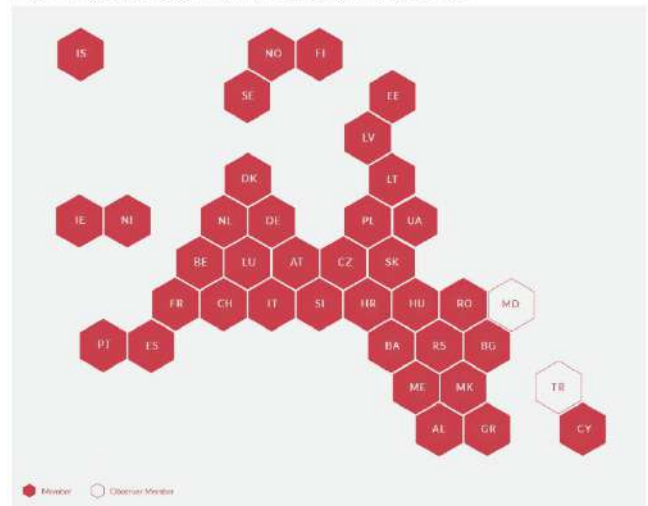 IS
NO FI
SE
EE
LV
DK
LT
IE NI
NL DE
PL UA
BE LU AT CZ SK
FR CH IT SI HR HU RO MD
PT ES
BA RS BG
ME MK
TR
AL GR
CY
Member
Observer Member